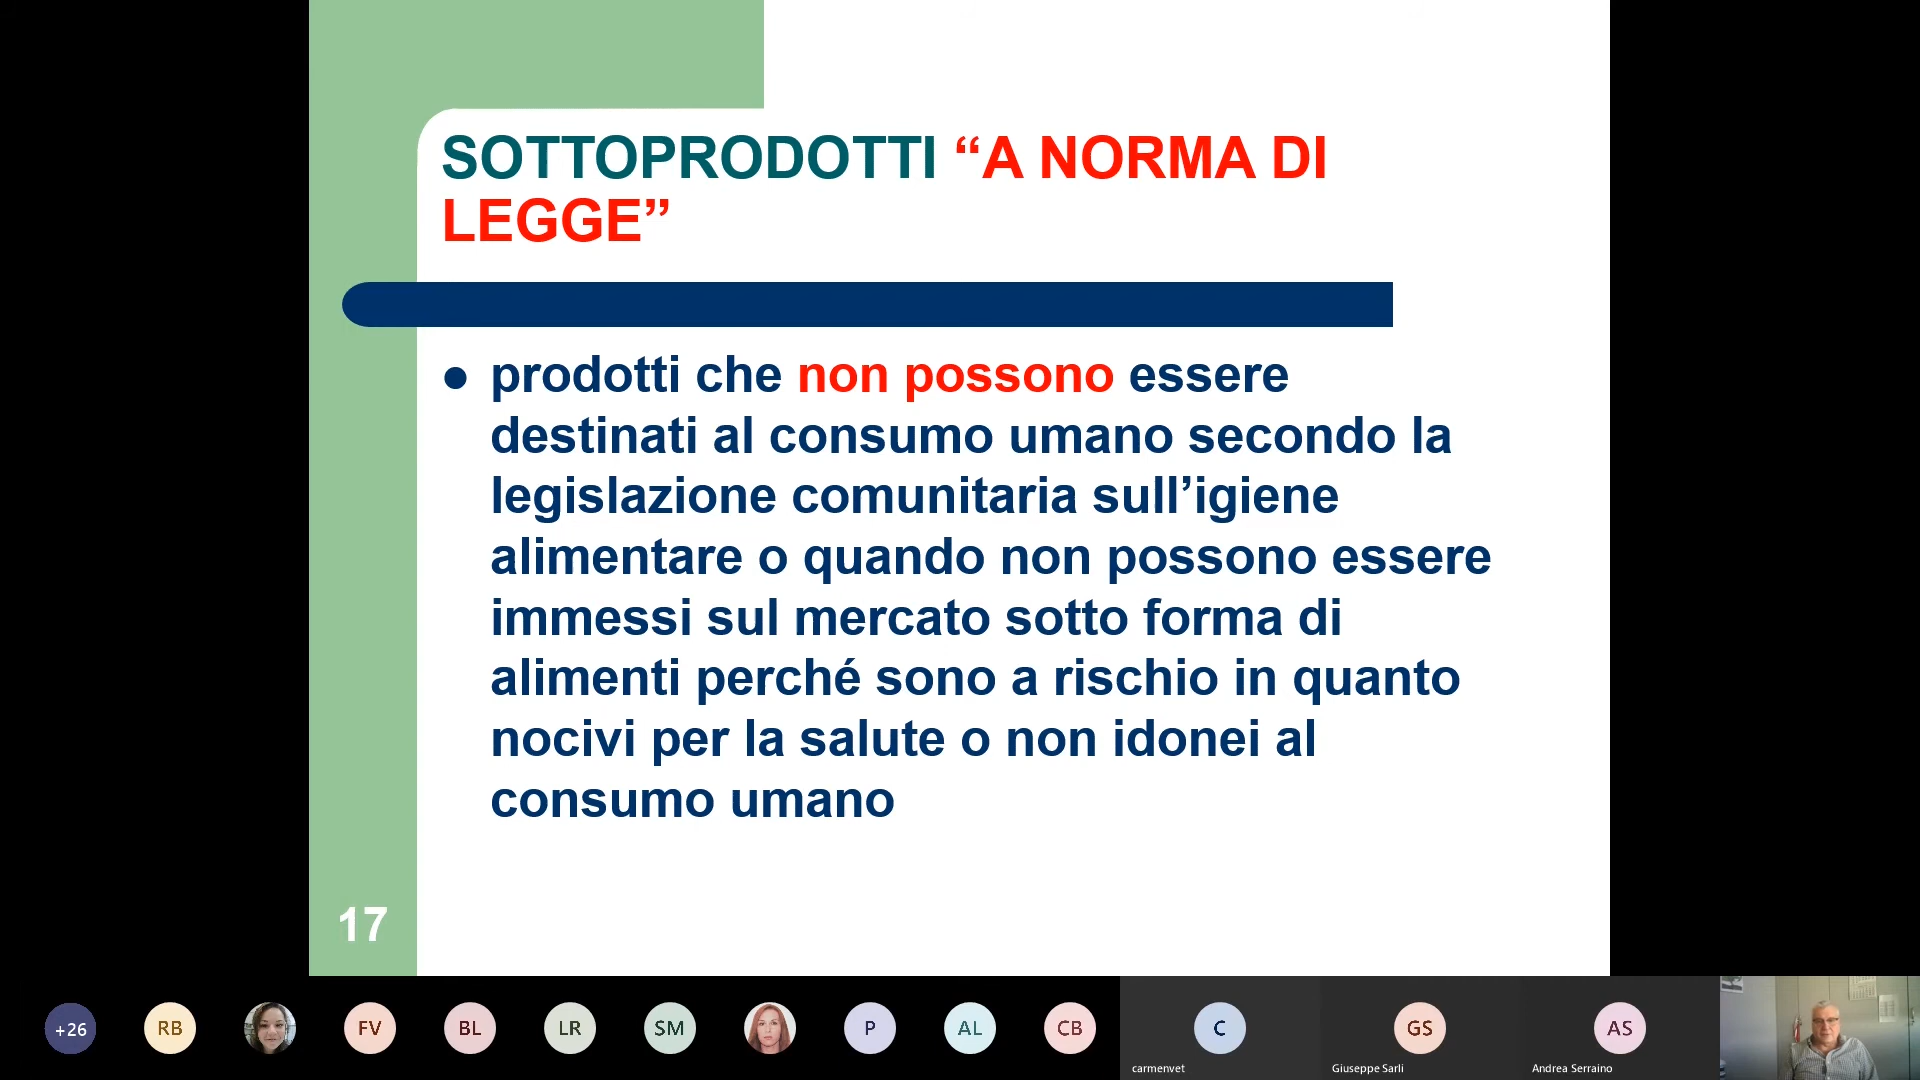 SOTTOPRODOTTI “A NORMA DI
LEGGE”
● prodotti che non possono essere
destinati al consumo umano secondo la
legislazione comunitaria sull’igiene
alimentare o quando non possono essere
immessi sul mercato sotto forma di
alimenti perché sono a rischio in quanto
nocivi per la salute o non idonei al
consumo umano
17
+26
RB
FV
BL
LR
SM
P
AL
CB
C
carmenvet
GS
Giuseppe Sarli
AS
Andrea Serraino